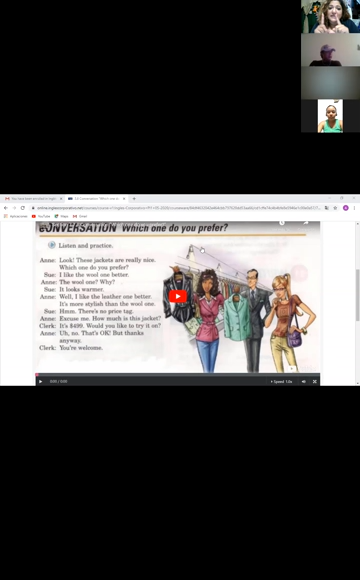 CONVERSATION Which one do you prefer?
Listen and practice.
Anne: Look! These jackets are really nice.
Which one do you prefer?
Sue: I like the wool one better.
Anne: The wool one? Why?
Sue: It looks warmer.
Anne: Well, I like the leather one better.
It's more stylish than the wool one.
Sue: Hmm. There's no price tag.
Anne: Excuse me. How much is this jacket?
Clerk: It's $499. Would you like to try it on?
Anne: Uh, no. That's OK! But thanks
anyway.
Clerk: You're welcome.
0:00 / 0:00
Speed 1.0x